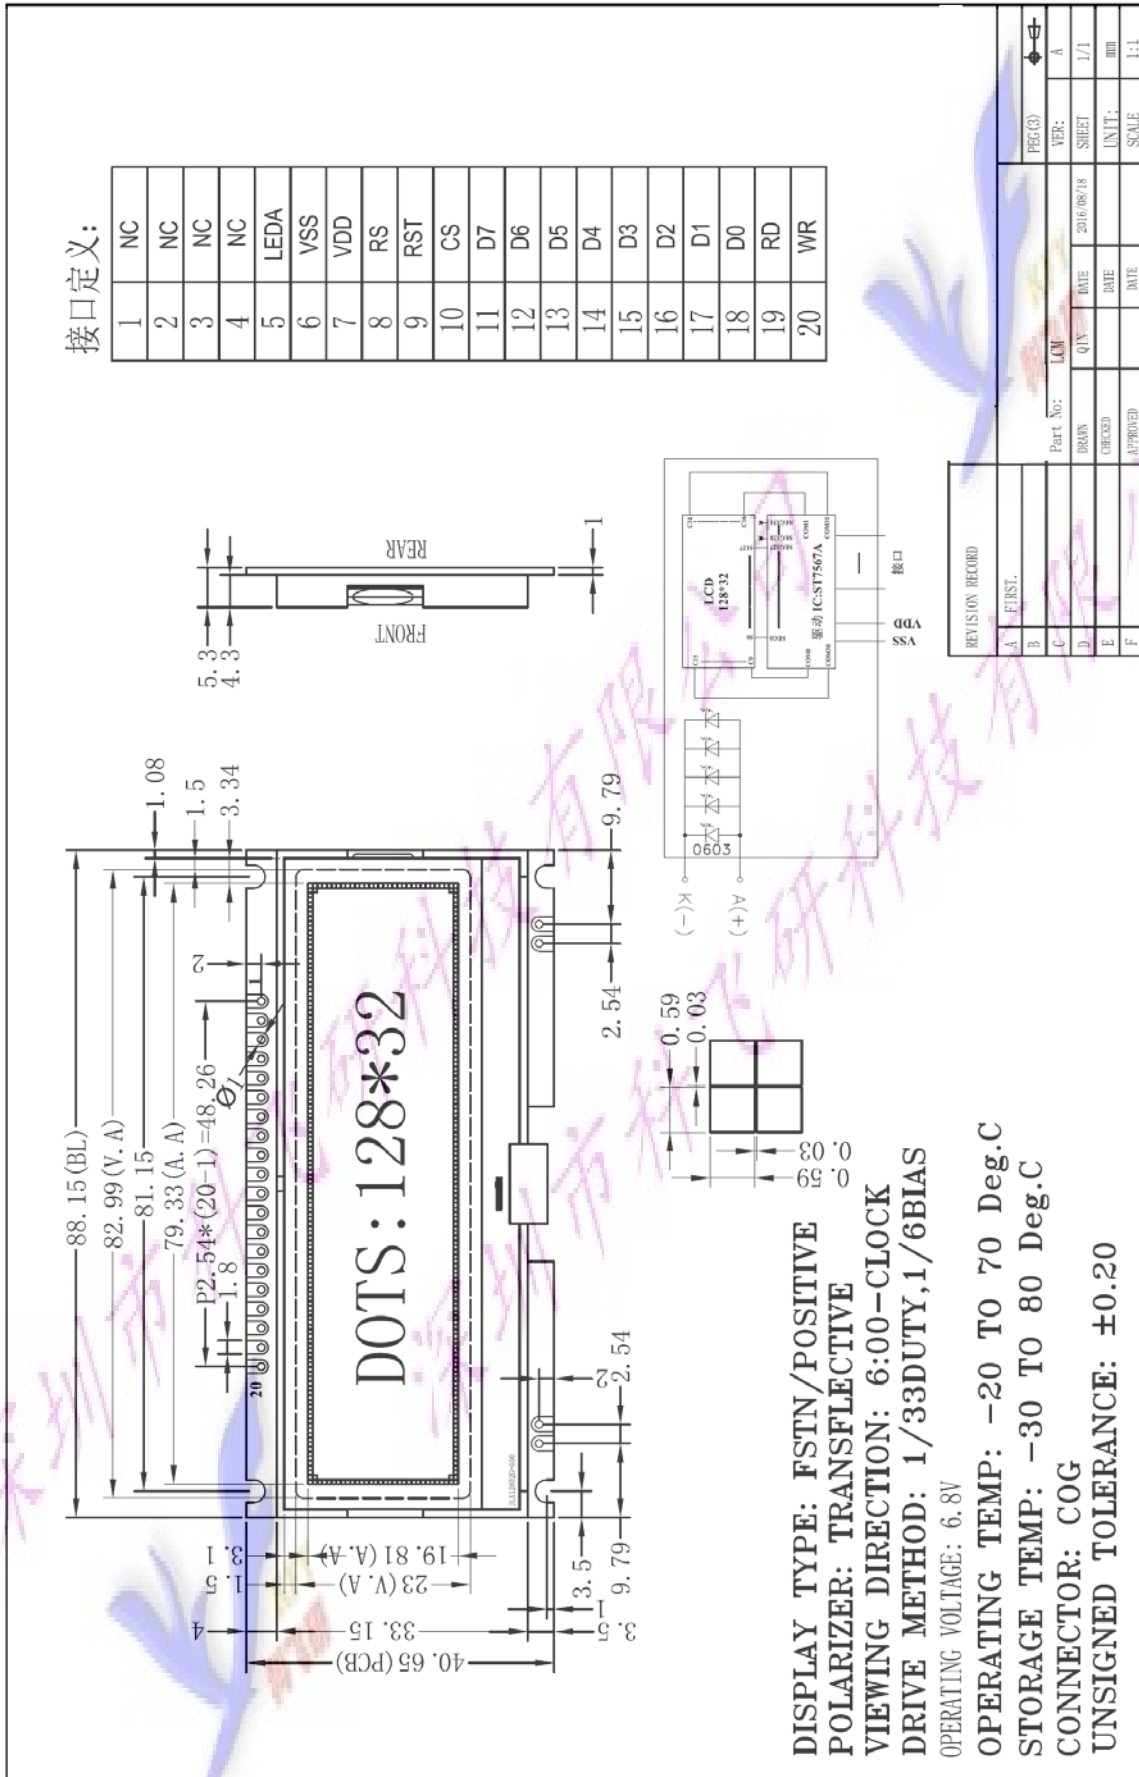 接口定义:
1 NC
2 NC
3 NC
4 NC
5 LEDA
6 VSS
7 VDD
8 RS
9 RST
10 CS
11 D7
12 D6
13 D5
14 D4
15 D3
16 D2
17 D1
18 D0
19 RD
20 WR
88.15(BL)
82.99(V.A)
81.15
79.33(A.A)
P2.54*(20-1)=48.26
1.8
Ø1
2
1.08
1.5
3.34
20
1
DOTS:128*32
40.65(PCB)
33.15
23(V.A)
19.81(A.A)
4
1.5
3.1
3.5
1
3.5
9.79
2.54
2
2.54
9.79
5.3
4.3
FRONT
REAR
1
0.59
0.03
0.59
0.03
K(-)
A(+)
0603
LCD
128*32
驱动IC:ST7567A
VSS
VDD
接口
DISPLAY TYPE: FSTN/POSITIVE
POLARIZER: TRANSFLECTIVE
VIEWING DIRECTION: 6:00-CLOCK
DRIVE METHOD: 1/33DUTY,1/6BIAS
OPERATING VOLTAGE: 6.8V
OPERATING TEMP: -20 TO 70 Deg.C
STORAGE TEMP: -30 TO 80 Deg.C
CONNECTOR: COG
UNSIGNED TOLERANCE: ±0.20
REVISION RECORD
A FIRST.
B
C
D
E
F
PEG(3)
Part No: LCM VER: A
DRAWN QIN DATE 2016/08/18 SHEET 1/1
CHECKED DATE UNIT: mm
APPROVED DATE SCALE 1:1